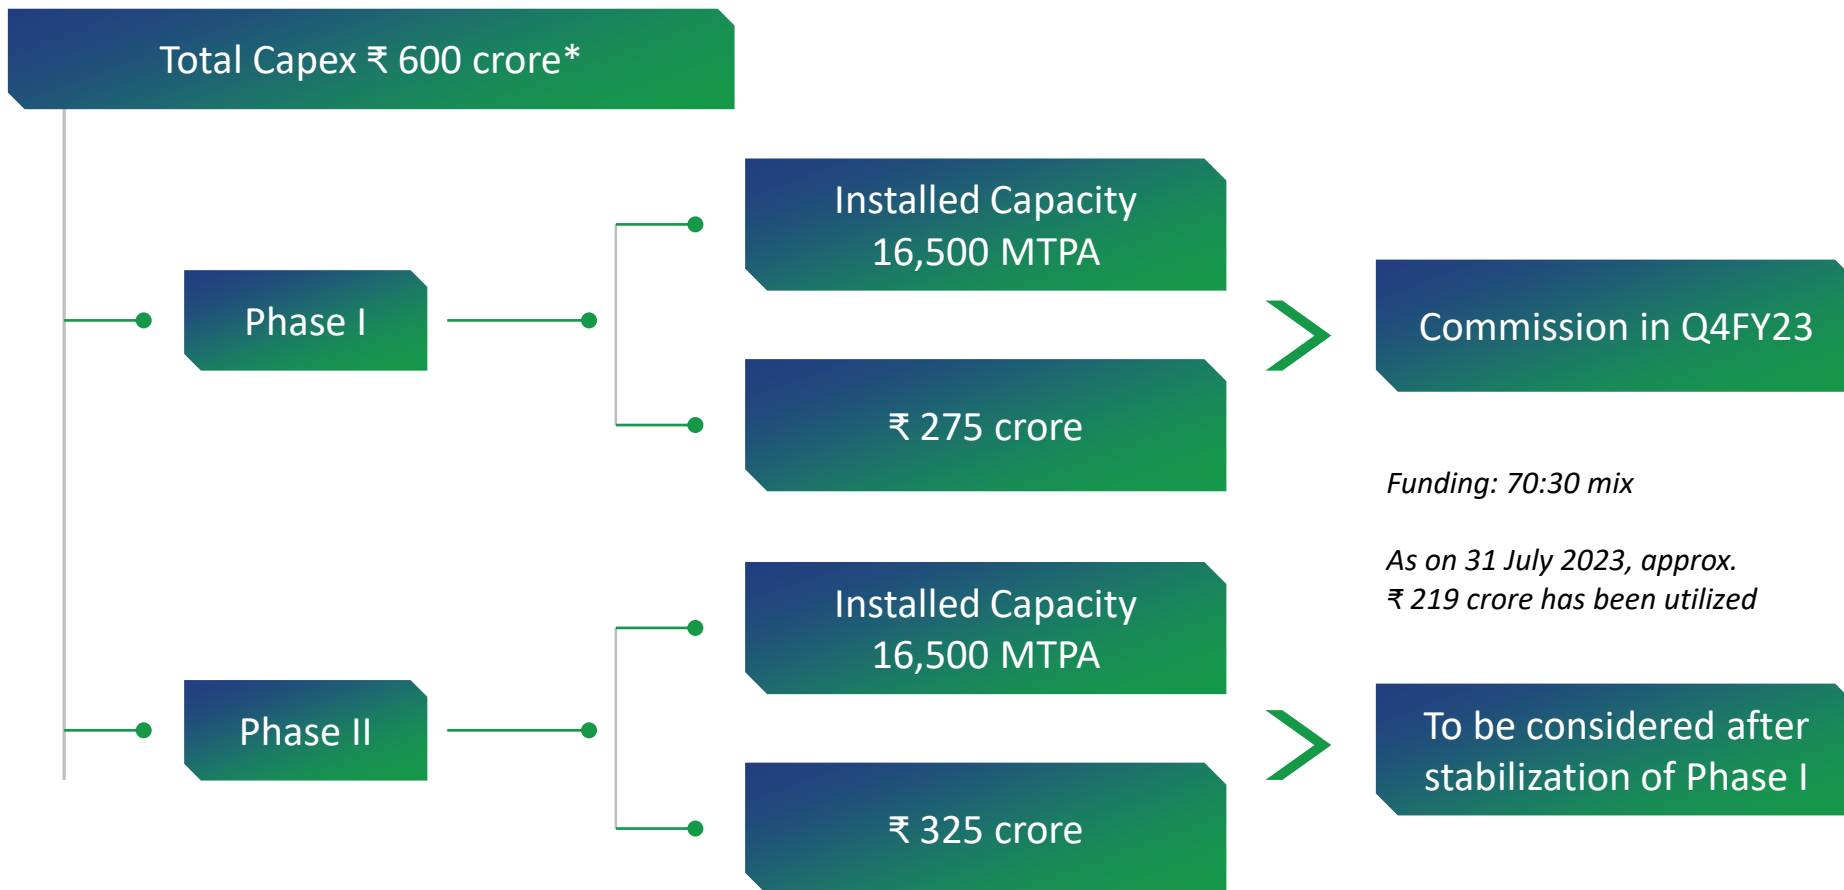 Total Capex ₹ 600 crore*
Phase I
Installed Capacity
16,500 MTPA
₹ 275 crore
Commission in Q4FY23
Funding: 70:30 mix
As on 31 July 2023, approx.
₹ 219 crore has been utilized
Phase II
Installed Capacity
16,500 MTPA
₹ 325 crore
To be considered after
stabilization of Phase I